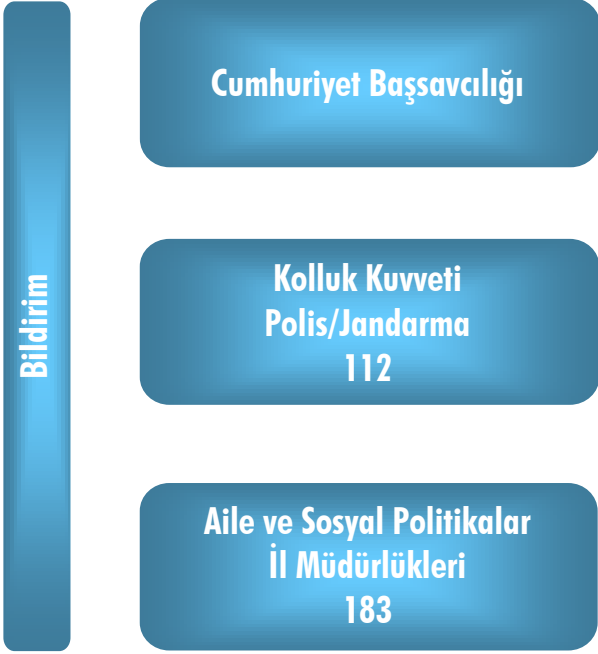 Bildirim
Cumhuriyet Başsavcılığı
Kolluk Kuvveti
Polis/Jandarma
112
Aile ve Sosyal Politikalar
İl Müdürlükleri
183